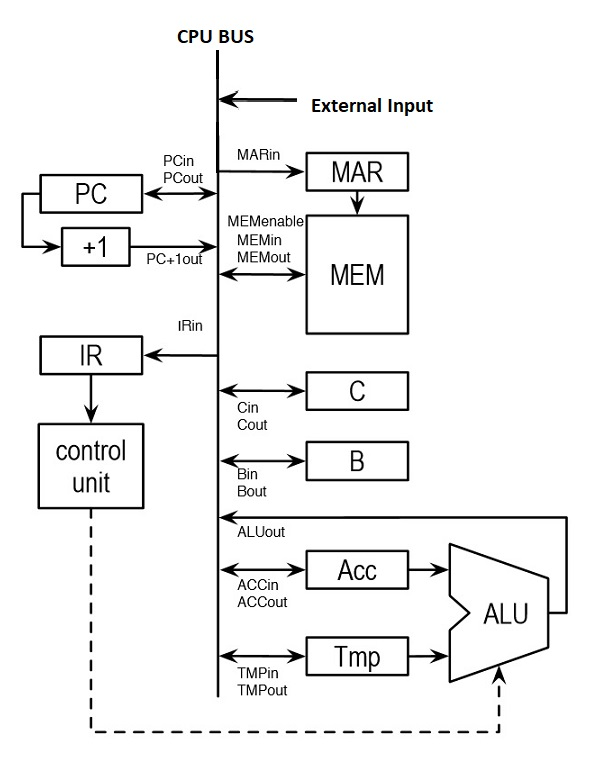 CPU BUS
External Input
MARin
MAR
PCin
PCout
PC
+1
PC+1out
MEMenable
MEMin
MEMout
MEM
IRin
IR
control
unit
C
Cin
Cout
B
Bin
Bout
ALUout
Acc
ACCin
ACCout
ALU
Tmp
TMPin
TMPout